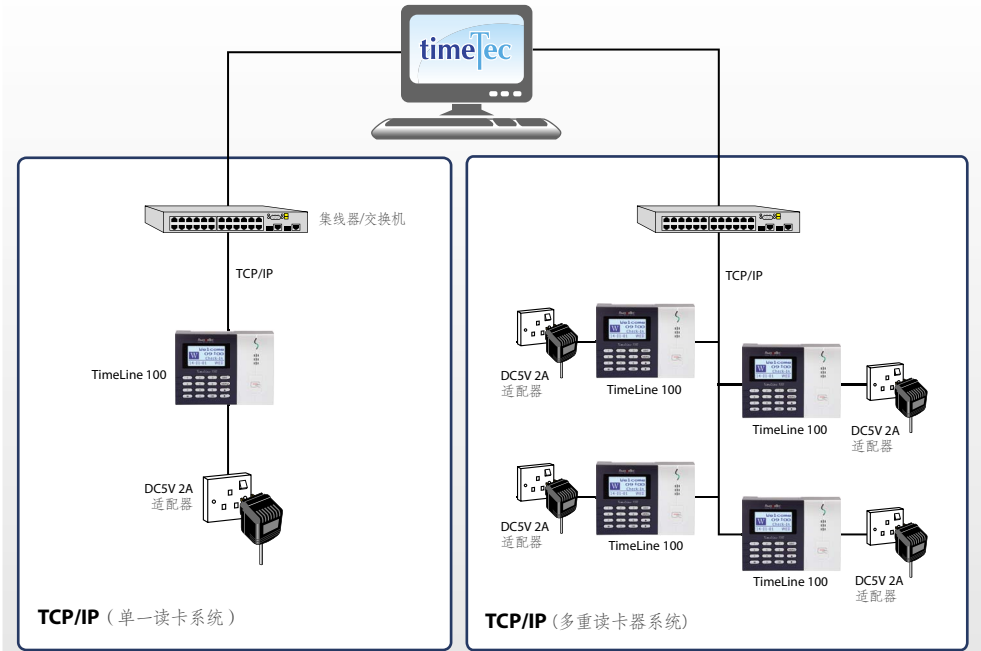 timeTec
集线器/交换机
TCP/IP
TimeLine 100
DC5V 2A
适配器
TCP/IP（单一读卡系统）
TCP/IP
DC5V 2A
适配器
TimeLine 100
TimeLine 100
DC5V 2A
适配器
DC5V 2A
适配器
TimeLine 100
TimeLine 100
DC5V 2A
适配器
TCP/IP (多重读卡器系统)